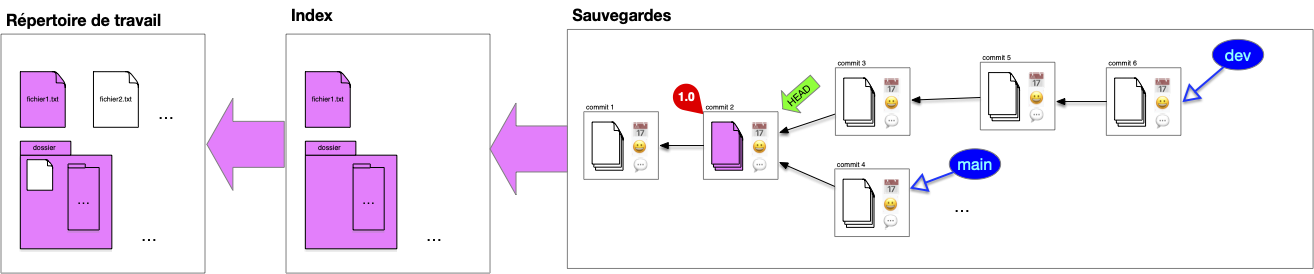 Répertoire de travail
fichier1.txt
fichier2.txt
...
dossier
...
...
Index
fichier1.txt
dossier
...
...
Sauvegardes
commit 1
17
1.0
commit 2
17
HEAD
commit 3
17
commit 5
17
commit 6
17
dev
commit 4
17
main
...